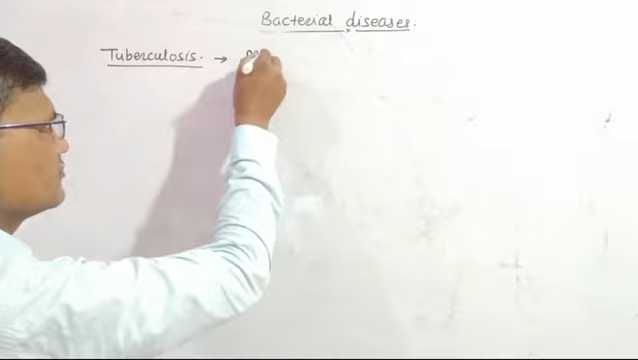 Bacterial diseases.
Tuberculosis. →